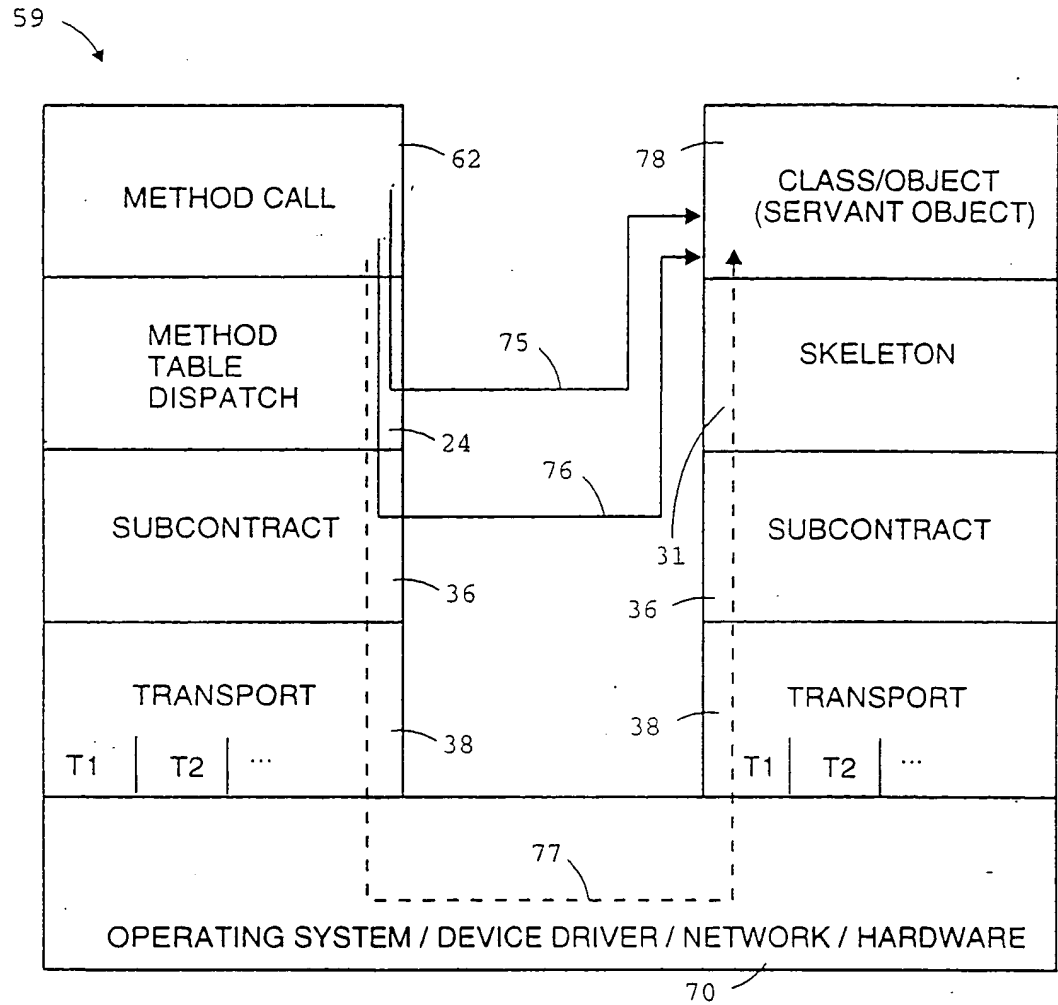 59
62
78
METHOD CALL
CLASS/OBJECT
(SERVANT OBJECT)
METHOD
TABLE
DISPATCH
75
SKELETON
24
76
SUBCONTRACT
31
SUBCONTRACT
36
36
TRANSPORT
TRANSPORT
38
38
T1 T2 ...
T1 T2 ...
77
OPERATING SYSTEM / DEVICE DRIVER / NETWORK / HARDWARE
70